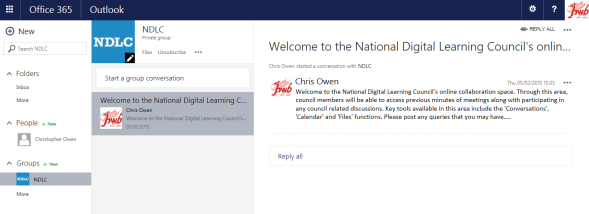 Office 365
Outlook
?
hwb
New
Search NDLC
Folders
Inbox
More
People
New
Christopher Owen
Groups
New
NDLC
More
NDLC
NDLC
Private group
Files Unsubscribe •••
Start a group conversation
Welcome to the National Digital Learning C...
hwb
Chris Owen
Welcome to the National Digital Learning Council's...
05/02/2015
REPLY ALL •••
Welcome to the National Digital Learning Council's onlin...
Chris Owen started a conversation with NDLC
hwb
Chris Owen
Thu 05/02/2015 15:05 •••
Welcome to the National Digital Learning Council's online collaboration space. Through this area,
council members will be able to access previous minutes of meetings along with participating in
any council related discussions. Key tools available in this area include the 'Conversations',
'Calendar' and 'Files' functions. Please post any queries that you may have....
Reply all